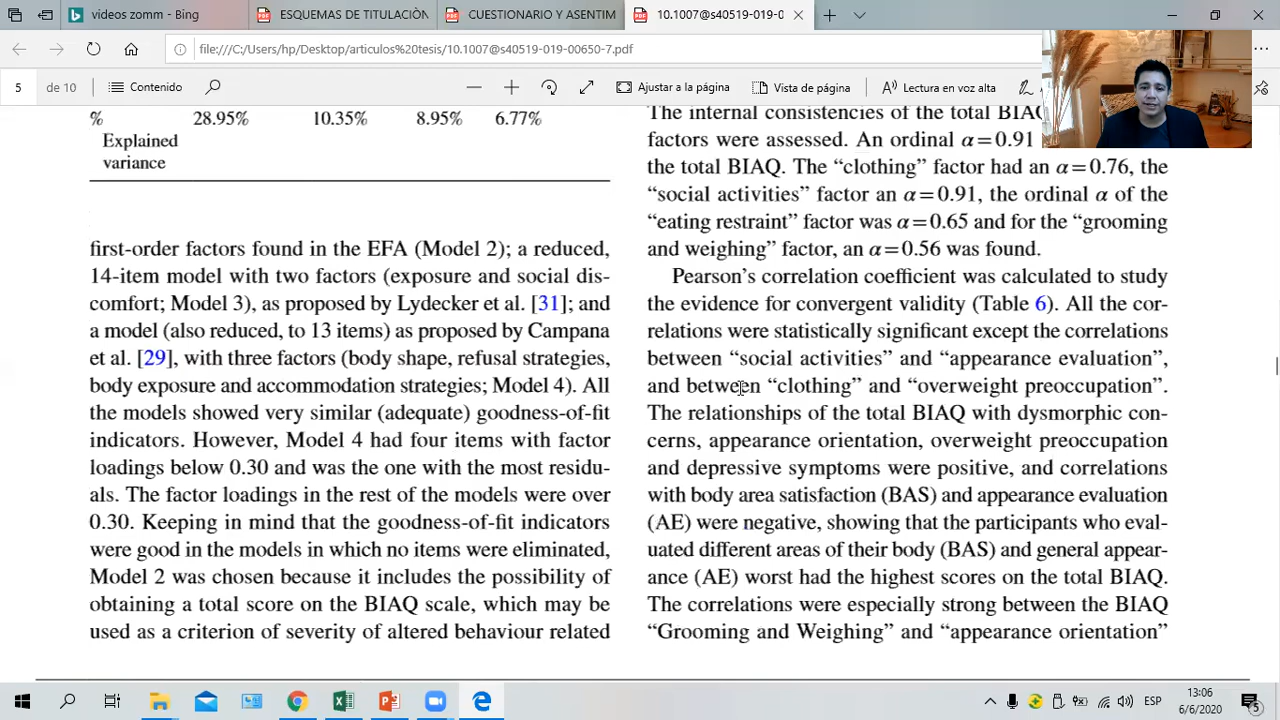 videos zoom - v
ESQUEMAS DE TITULACIÒN
CUESTIONARIO Y ASENTIM
10.1007@s40519-019-0
file:///C:/Users/hp/Desktop/articulos%20tesis/10.1007@s40519-019-00650-7.pdf
5 de 10
Contenido
Ajustar a la página
Vista de página
Lectura en voz alta
% 28.95% 10.35% 8.95% 6.77%
Explained
variance
first-order factors found in the EFA (Model 2); a reduced,
14-item model with two factors (exposure and social dis-
comfort; Model 3), as proposed by Lydecker et al. [31]; and
a model (also reduced, to 13 items) as proposed by Campana
et al. [29], with three factors (body shape, refusal strategies,
body exposure and accommodation strategies; Model 4). All
the models showed very similar (adequate) goodness-of-fit
indicators. However, Model 4 had four items with factor
loadings below 0.30 and was the one with the most residu-
als. The factor loadings in the rest of the models were over
0.30. Keeping in mind that the goodness-of-fit indicators
were good in the models in which no items were eliminated,
Model 2 was chosen because it includes the possibility of
obtaining a total score on the BIAQ scale, which may be
used as a criterion of severity of altered behaviour related
The internal consistencies of the total BIAQ
factors were assessed. An ordinal α=0.91
the total BIAQ. The “clothing” factor had an α=0.76, the
“social activities” factor an α=0.91, the ordinal α of the
“eating restraint” factor was α=0.65 and for the “grooming
and weighing” factor, an α=0.56 was found.
Pearson’s correlation coefficient was calculated to study
the evidence for convergent validity (Table 6). All the cor-
relations were statistically significant except the correlations
between “social activities” and “appearance evaluation”,
and between “clothing” and “overweight preoccupation”.
The relationships of the total BIAQ with dysmorphic con-
cerns, appearance orientation, overweight preoccupation
and depressive symptoms were positive, and correlations
with body area satisfaction (BAS) and appearance evaluation
(AE) were negative, showing that the participants who eval-
uated different areas of their body (BAS) and general appear-
ance (AE) worst had the highest scores on the total BIAQ.
The correlations were especially strong between the BIAQ
“Grooming and Weighing” and “appearance orientation”
ESP
13:06
6/6/2020
5